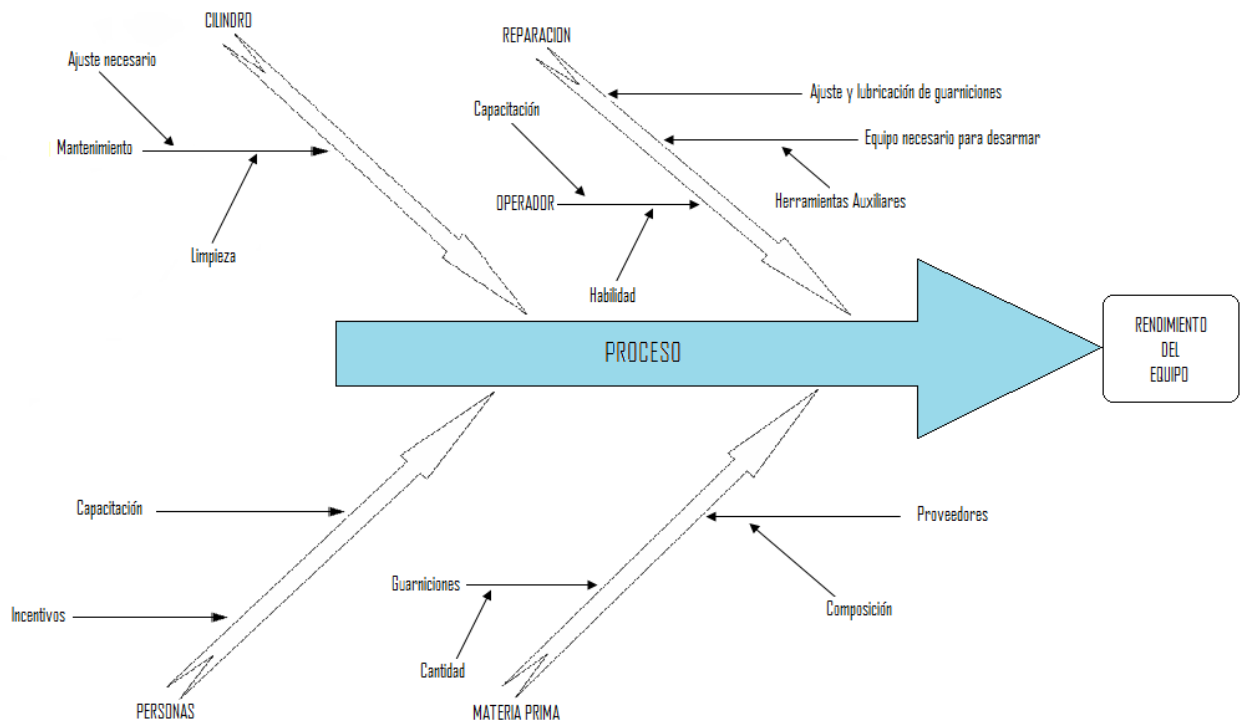 CILINDRO
REPARACION
Ajuste necesario
Ajuste y lubricación de guarniciones
Capacitación
Equipo necesario para desarmar
Mantenimiento
OPERADOR
Herramientas Auxiliares
Limpieza
Habilidad
PROCESO
RENDIMIENTO
DEL
EQUIPO
Capacitación
Proveedores
Guarniciones
Incentivos
Composición
Cantidad
PERSONAS
MATERIA PRIMA